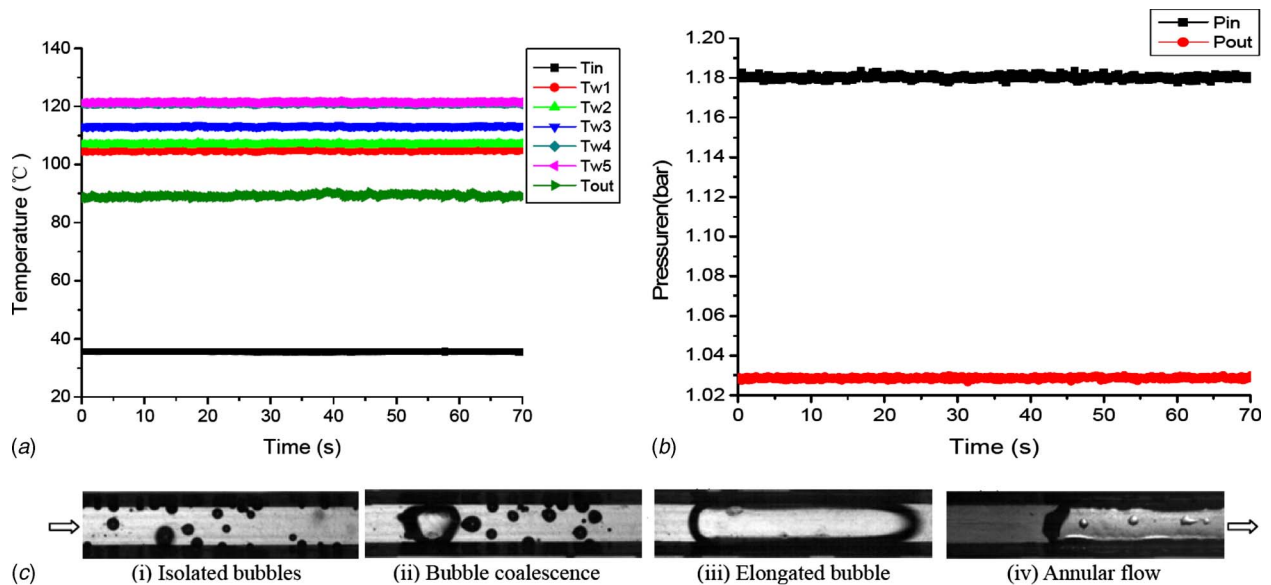 140
120
100
80
60
40
20
0
10
20
30
40
50
60
70
Temperature (℃)
Time (s)
Tin
Tw1
Tw2
Tw3
Tw4
Tw5
Tout
(a)
Pin
Pout
1.20
1.18
1.16
1.14
1.12
1.10
1.08
1.06
1.04
1.02
0
10
20
30
40
50
60
70
Pressuren(bar)
Time (s)
(b)
(c)
(i) Isolated bubbles
(ii) Bubble coalescence
(iii) Elongated bubble
(iv) Annular flow